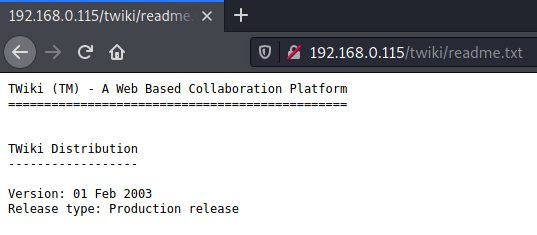 192.168.0.115/twiki/readme.
192.168.0.115/twiki/readme.txt
TWiki (TM) - A Web Based Collaboration Platform
===============================================
TWiki Distribution
------------------
Version: 01 Feb 2003
Release type: Production release